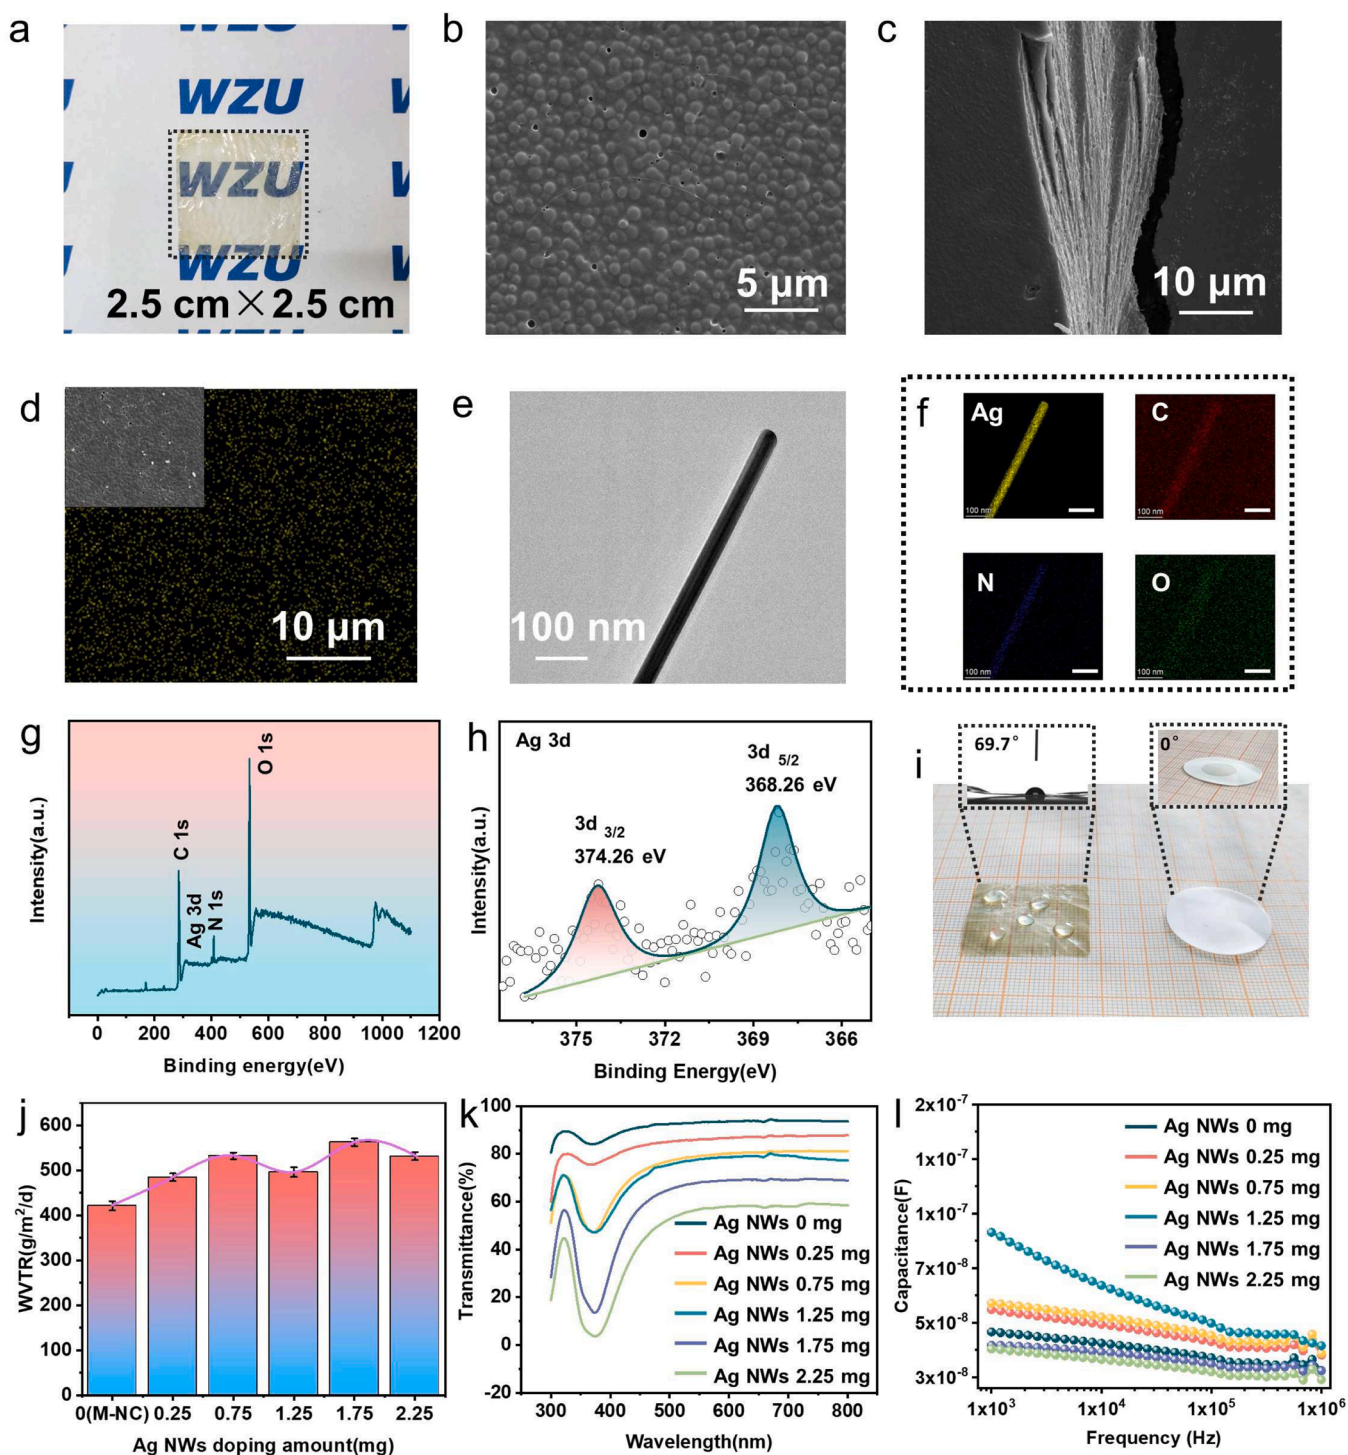 a
WZU
WZU
WZU
2.5 cm×2.5 cm
b
5 μm
c
10 μm
d
10 μm
e
100 nm
f
Ag
100 nm
C
100 nm
N
100 nm
O
100 nm
g
O 1s
C 1s
Ag 3d
N 1s
Intensity(a.u.)
0 200 400 600 800 1000 1200
Binding energy(eV)
h
Ag 3d
3d 5/2
368.26 eV
3d 3/2
374.26 eV
Intensity(a.u.)
375 372 369 366
Binding Energy(eV)
i
69.7°
0°
j
600
500
400
300
200
100
0
WVTR(g/m²/d)
0(M-NC) 0.25 0.75 1.25 1.75 2.25
Ag NWs doping amount(mg)
k
100
80
60
40
20
0
-20
Transmittance(%)
Ag NWs 0 mg
Ag NWs 0.25 mg
Ag NWs 0.75 mg
Ag NWs 1.25 mg
Ag NWs 1.75 mg
Ag NWs 2.25 mg
300 400 500 600 700 800
Wavelength(nm)
l
2x10⁻⁷
1x10⁻⁷
1x10⁻⁷
7x10⁻⁸
5x10⁻⁸
3x10⁻⁸
Capacitance(F)
Ag NWs 0 mg
Ag NWs 0.25 mg
Ag NWs 0.75 mg
Ag NWs 1.25 mg
Ag NWs 1.75 mg
Ag NWs 2.25 mg
1x10³ 1x10⁴ 1x10⁵ 1x10⁶
Frequency (Hz)